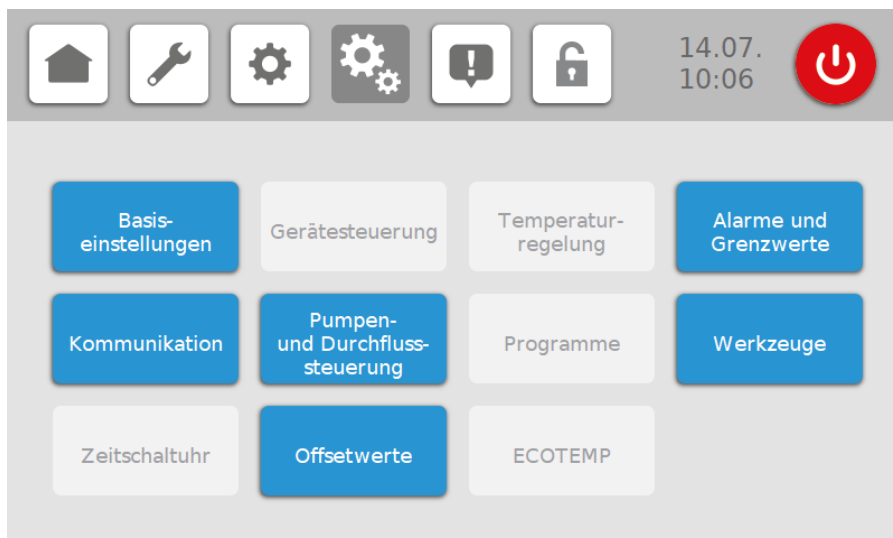 14.07.
10:06
Basis-
einstellungen
Gerätesteuerung
Temperatur-
regelung
Alarme und
Grenzwerte
Kommunikation
Pumpen-
und Durchfluss-
steuerung
Programme
Werkzeuge
Zeitschaltuhr
Offsetwerte
ECOTEMP